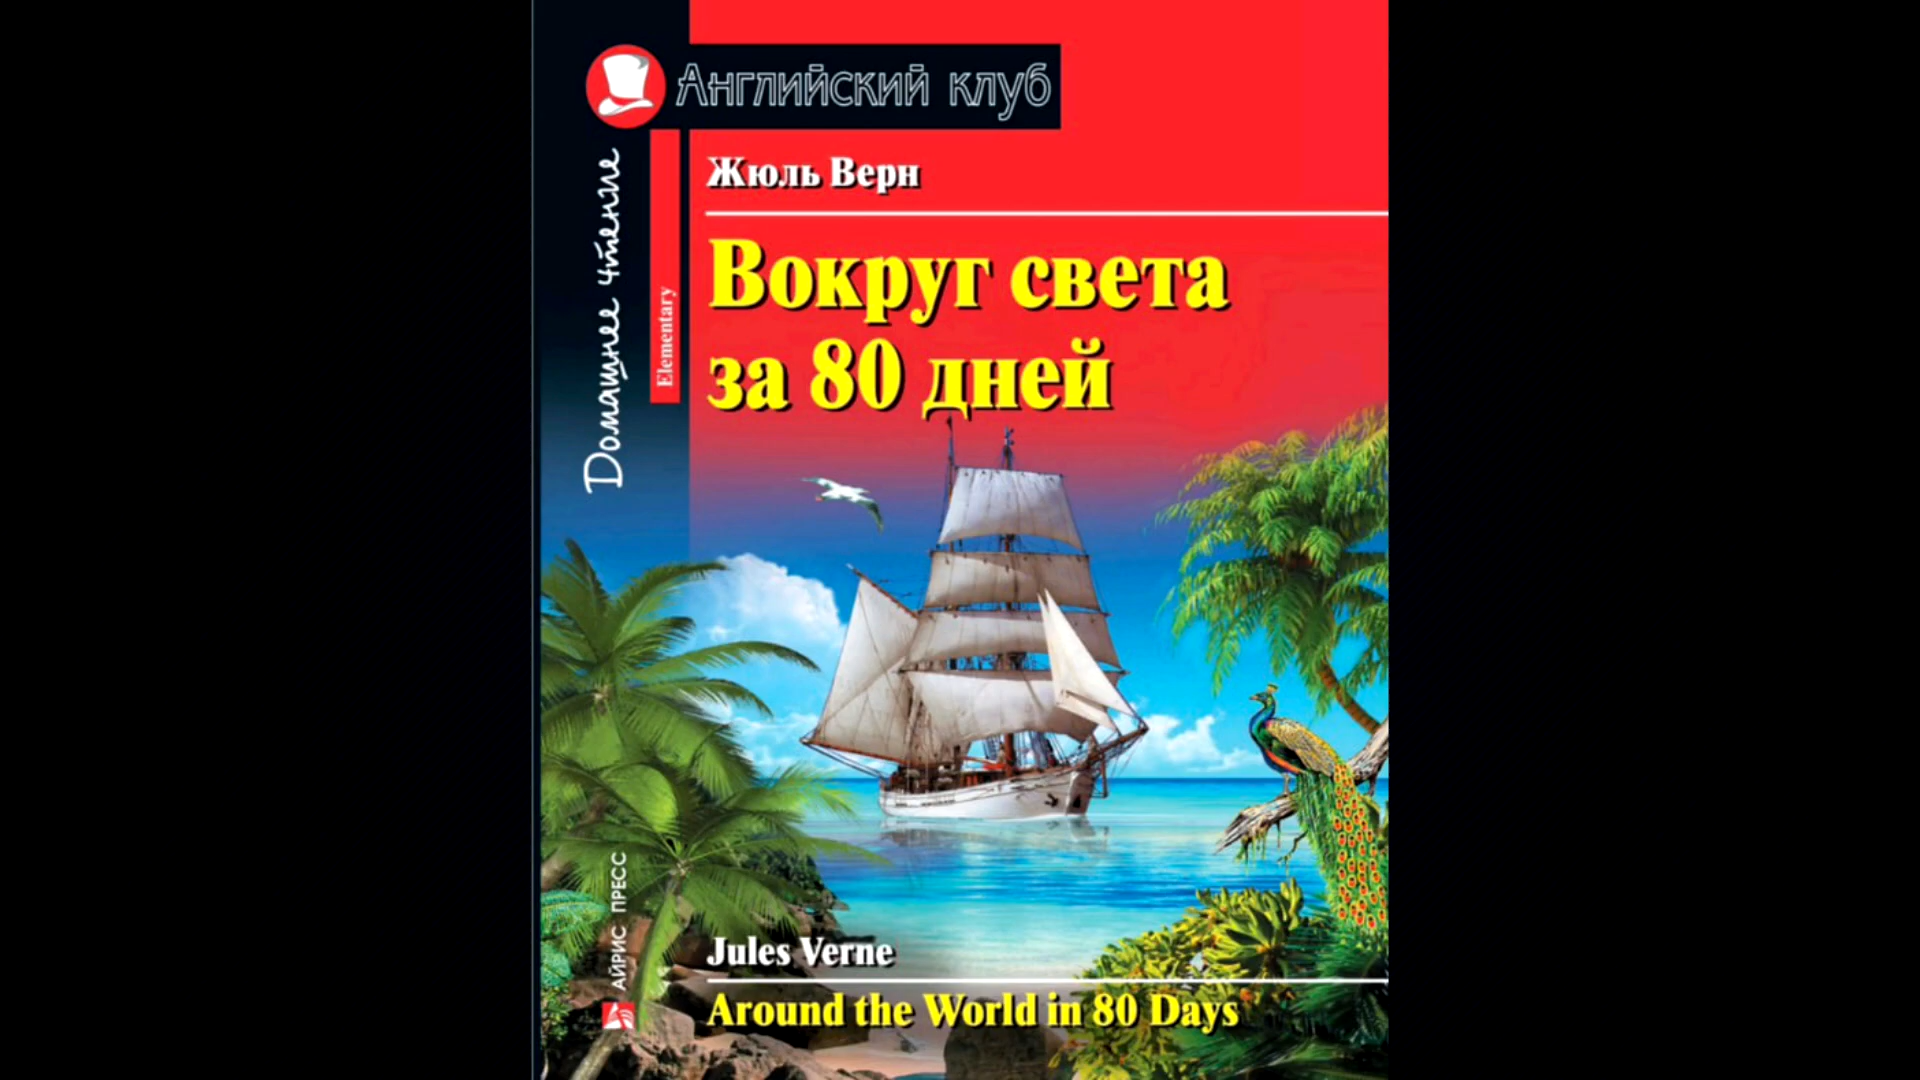 Английский клуб
Домашнее чтение
Elementary
Жюль Верн
Вокруг света
за 80 дней
АЙРИС ПРЕСС
Jules Verne
Around the World in 80 Days